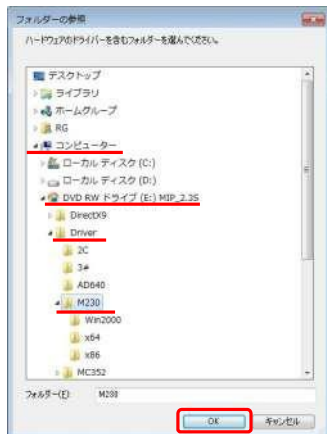 フォルダーの参照
ハードウェアのドライバーを含むフォルダーを選んでください。
デスクトップ
ライブラリ
ホームグループ
RG
コンピューター
ローカル ディスク (C:)
ローカル ディスク (D:)
DVD RW ドライブ (E:) MIP_2.35
DirectX9
Driver
2C
3#
AD640
M230
Win2000
x64
x86
MC352
フォルダー(E): M230
OK キャンセル